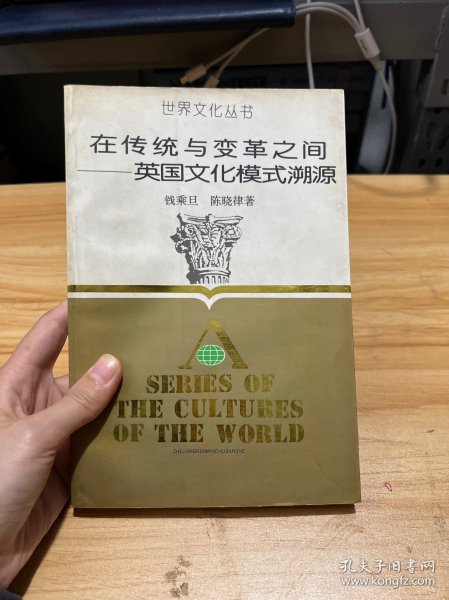 世界文化丛书
在传统与变革之间
——英国文化模式溯源
钱乘旦 陈晓律著
SERIES OF
THE CULTURES
OF THE WORLD
ZHEJIANGRENMINCHUBANSHE
孔夫子旧书网
www.kongfz.com